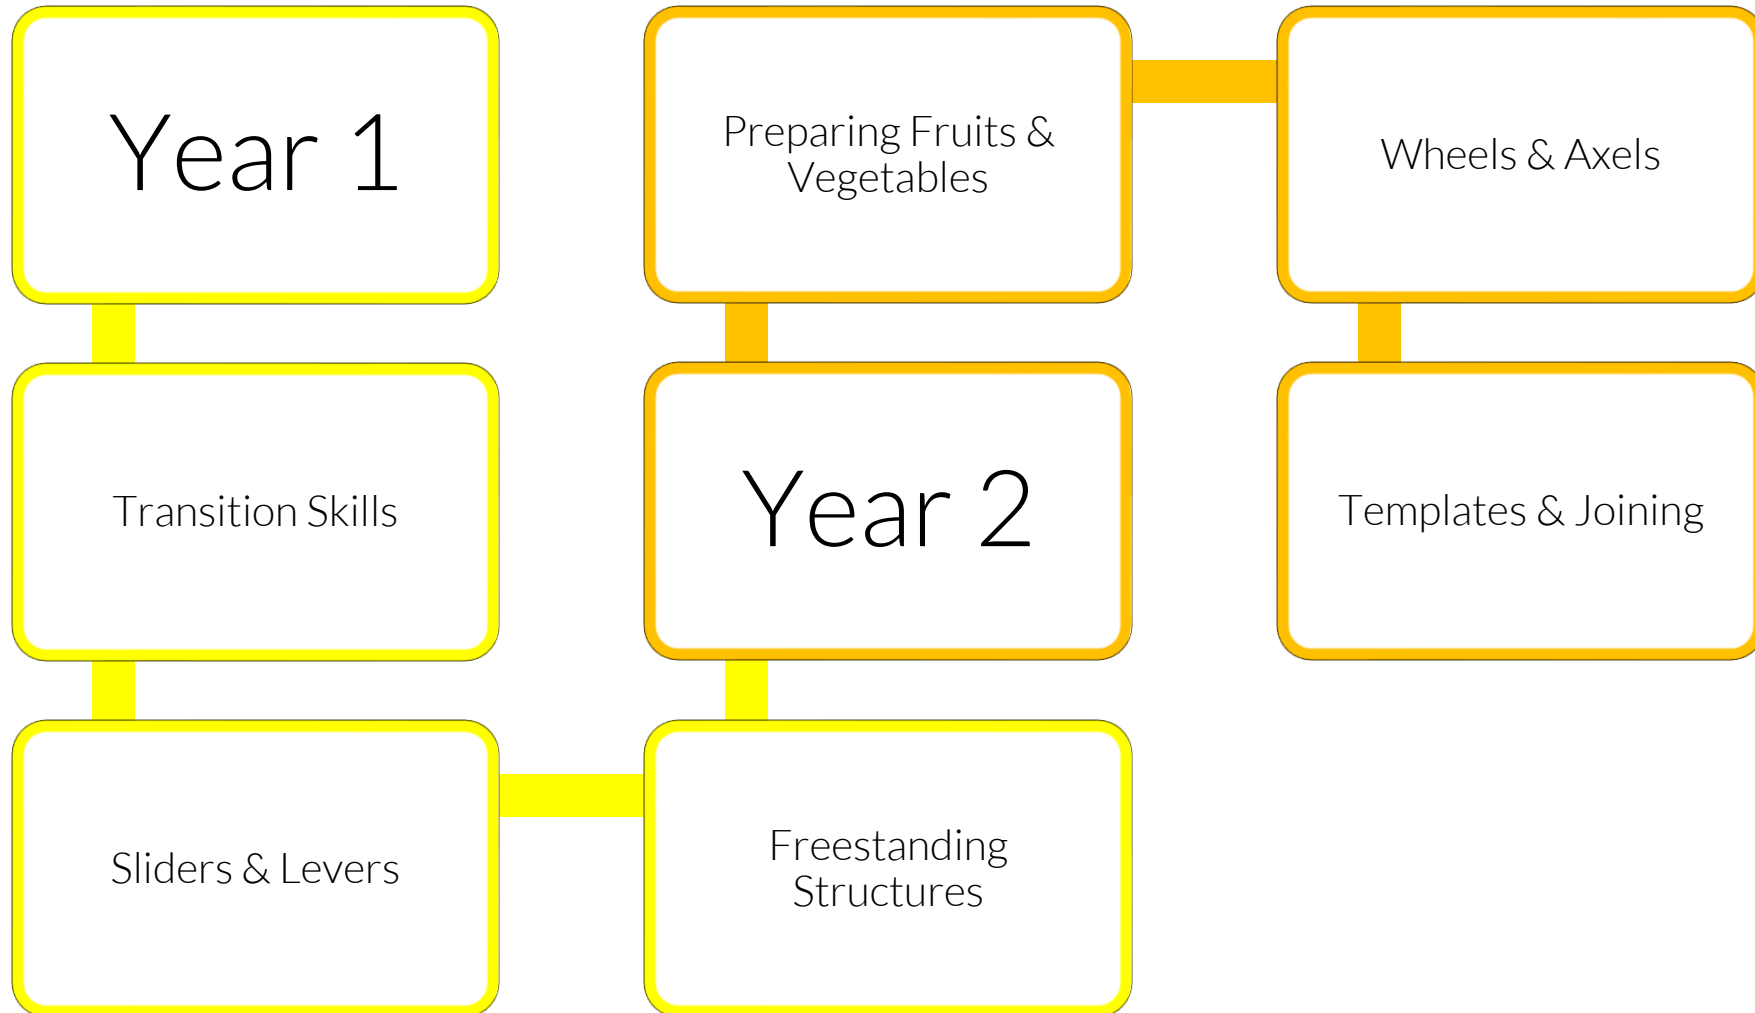 Year 1
Transition Skills
Sliders & Levers
Freestanding
Structures
Year 2
Preparing Fruits &
Vegetables
Wheels & Axels
Templates & Joining